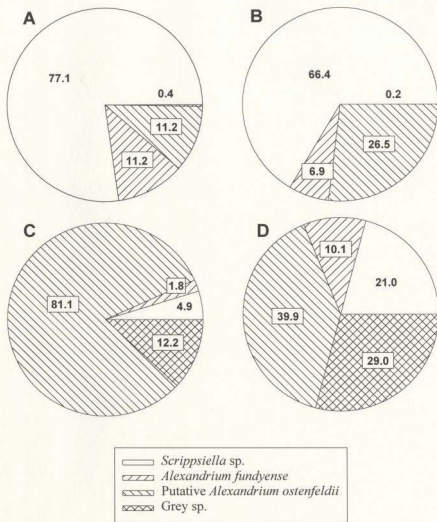 A
77.1
0.4
11.2
11.2
B
66.4
0.2
26.5
6.9
C
81.1
1.8
4.9
12.2
D
10.1
21.0
39.9
29.0
Scrippsiella sp.
Alexandrium fundyense
Putative Alexandrium ostenfeldii
Grey sp.